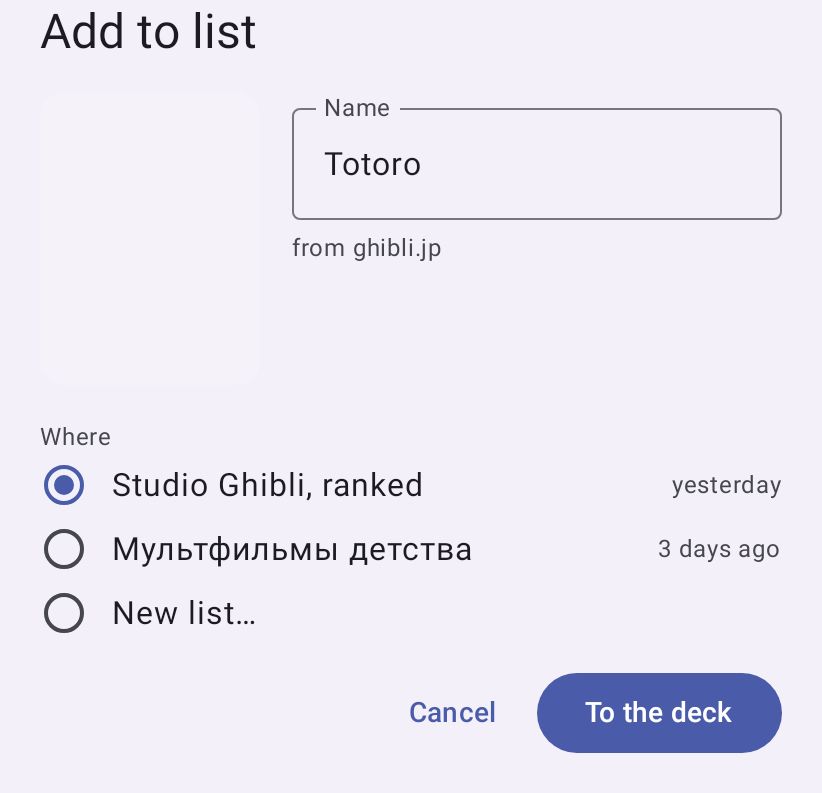 Add to list
Name
Totoro
from ghibli.jp
Where
Studio Ghibli, ranked yesterday
Мультфильмы детства 3 days ago
New list…
Cancel To the deck